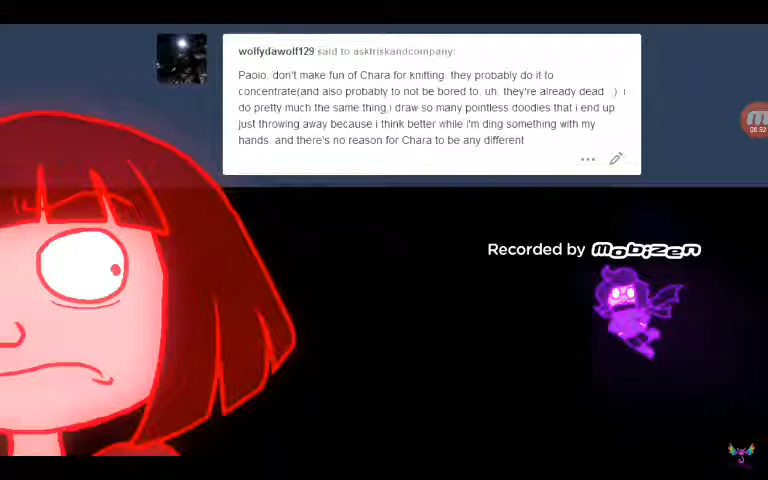 wolfydawolf129 said to askfriskandcompany:
Paoio, don't make fun of Chara for knitting, they probably do it to
concentrate(and also probably to not be bored to, uh, they're already dead ..) i
do pretty much the same thing,i draw so many pointless doodles that i end up
just throwing away because i think better while i'm ding something with my
hands, and there's no reason for Chara to be any different
Recorded by mobizen